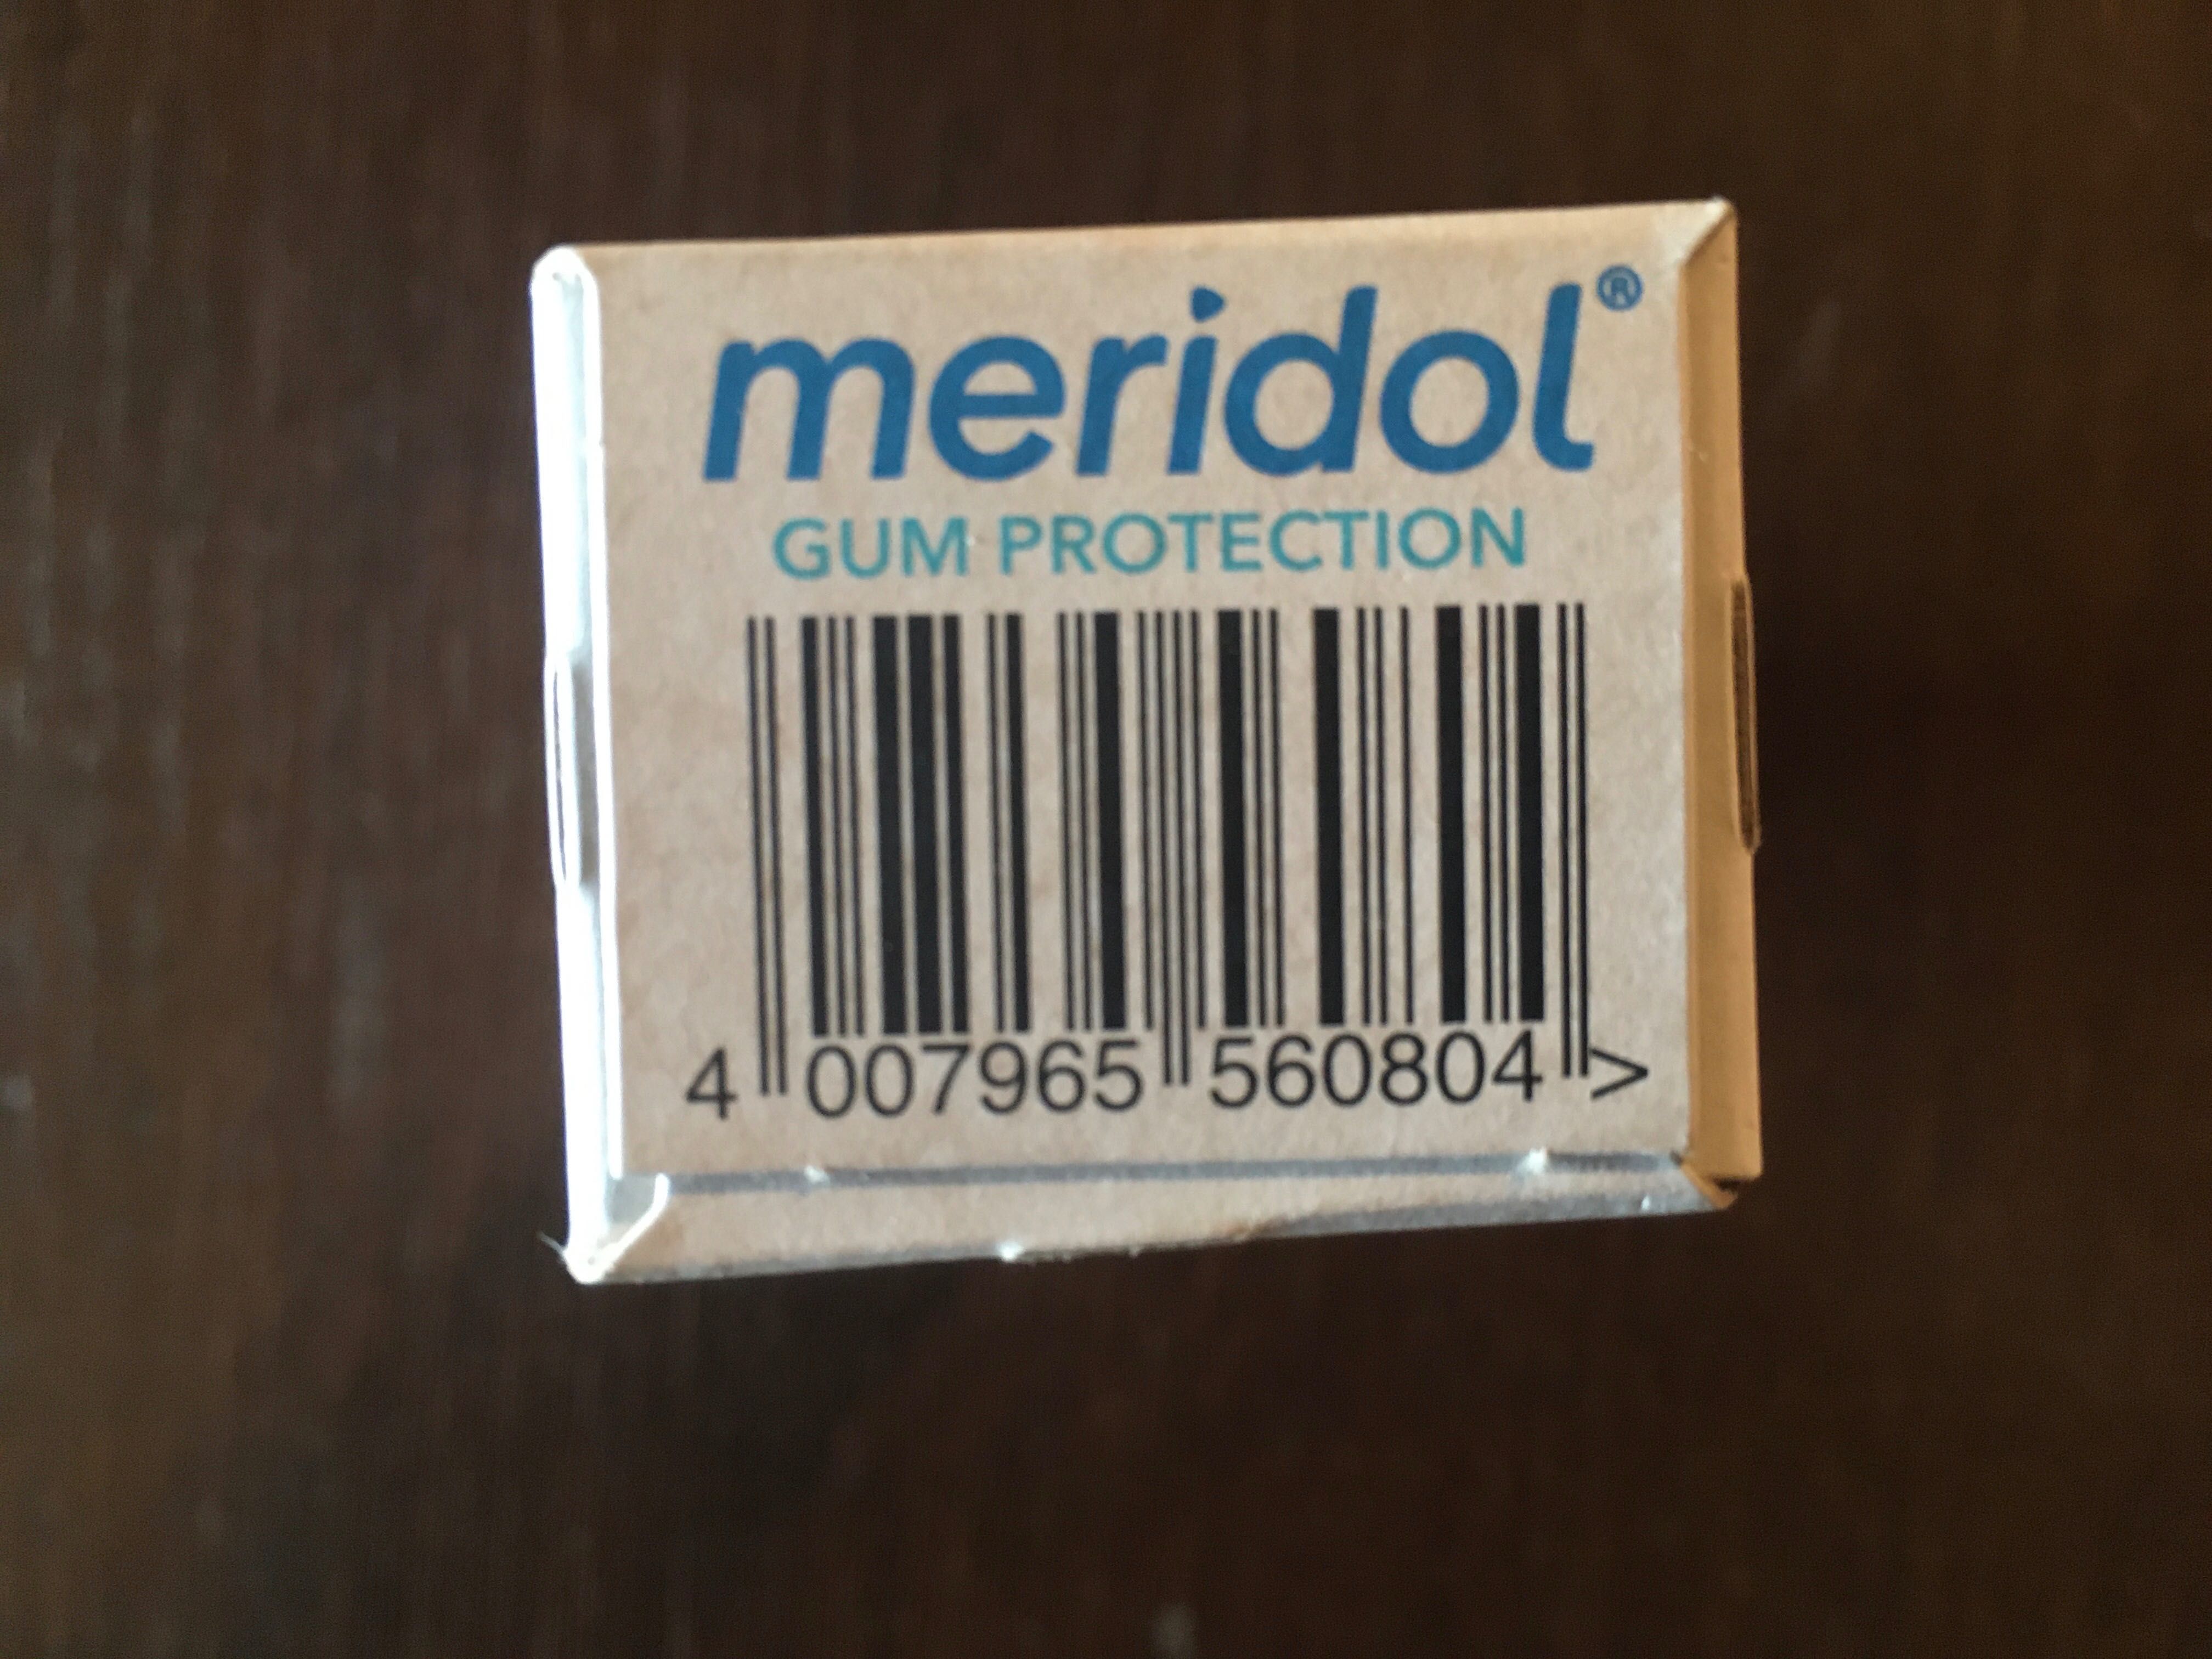 meridol®
GUM PROTECTION
4 007965 560804 >